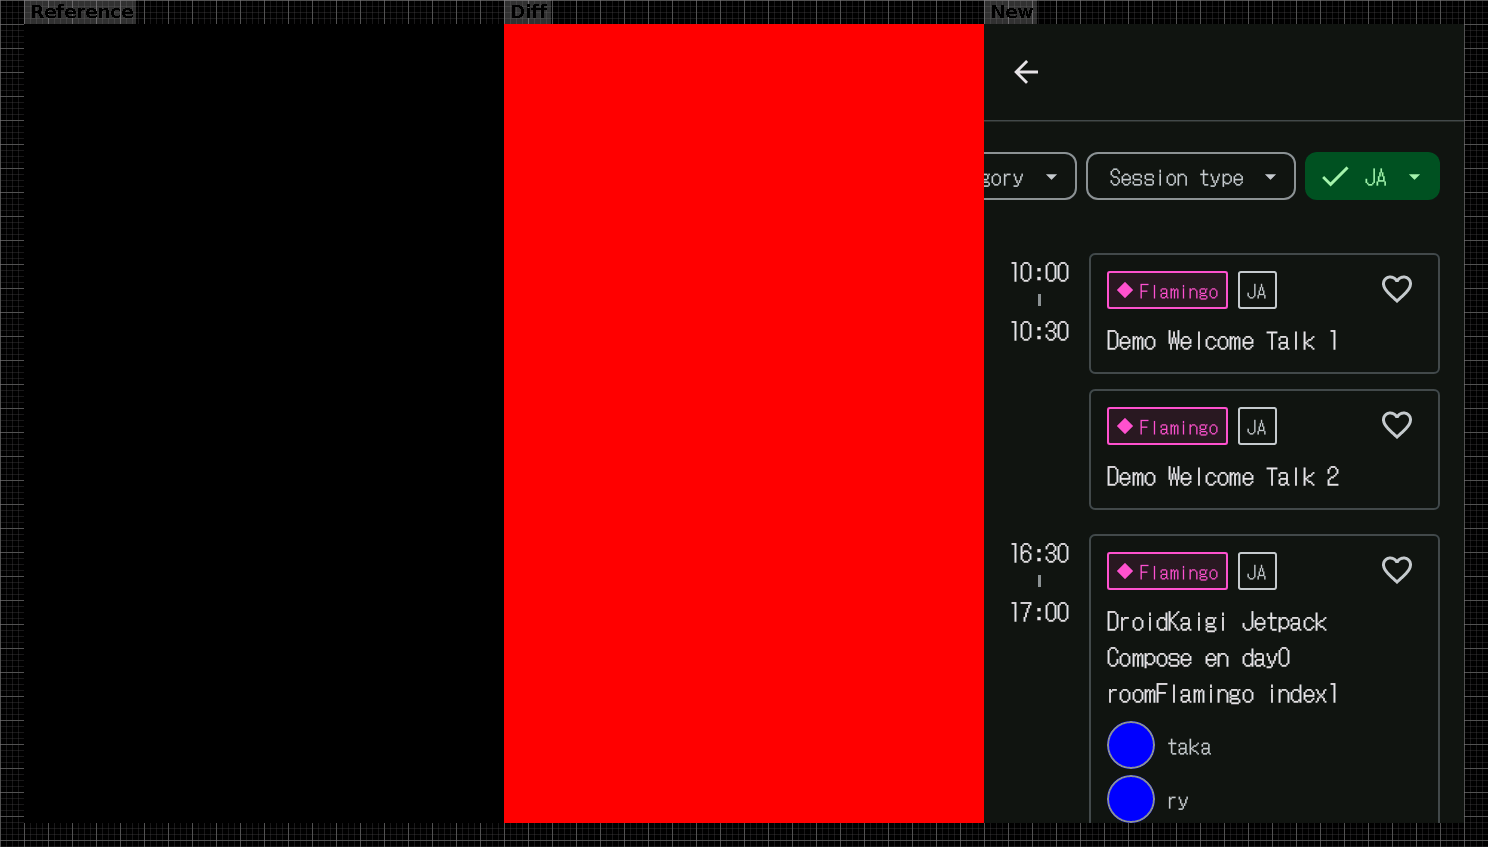 Reference
Diff
New
gory
Session type
JA
10:00
10:30
Flamingo
JA
Demo Welcome Talk 1
Flamingo
JA
Demo Welcome Talk 2
16:30
17:00
Flamingo
JA
DroidKaigi Jetpack
Compose en day0
roomFlamingo index1
taka
ry